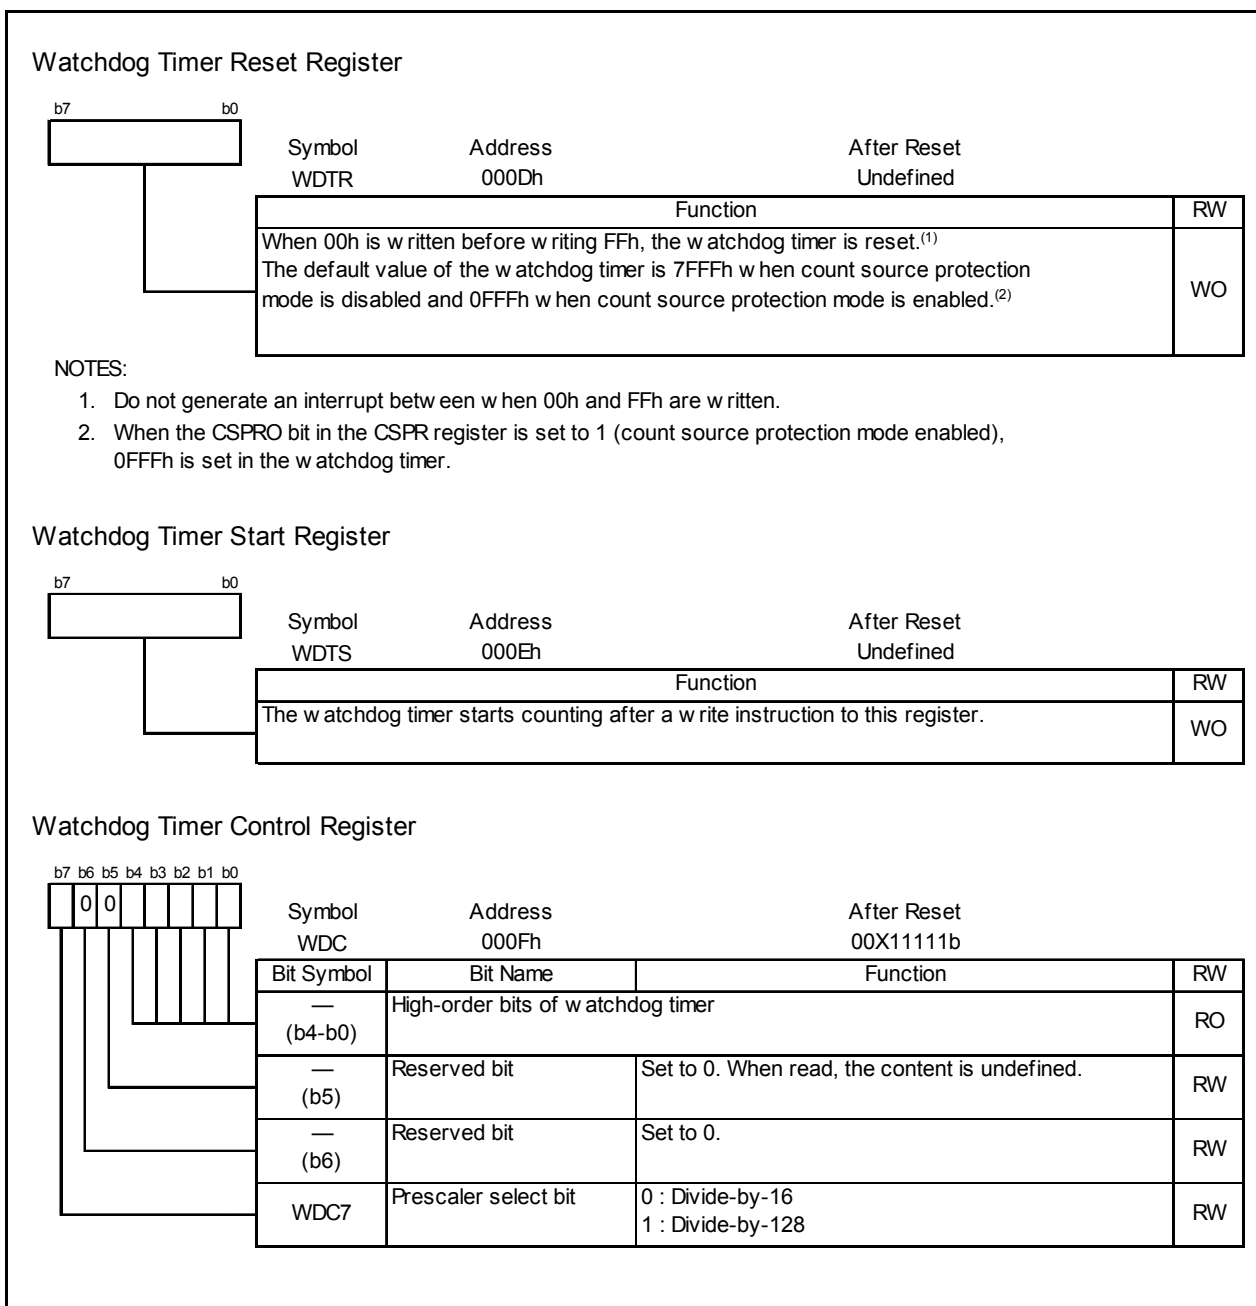 Watchdog Timer Reset Register
b7 b0
Symbol Address After Reset
WDTR 000Dh Undefined
Function RW
When 00h is written before writing FFh, the watchdog timer is reset.(1)
The default value of the watchdog timer is 7FFFh when count source protection
mode is disabled and 0FFFh when count source protection mode is enabled.(2)
WO
NOTES:
1. Do not generate an interrupt between when 00h and FFh are written.
2. When the CSPRO bit in the CSPR register is set to 1 (count source protection mode enabled),
0FFFh is set in the watchdog timer.
Watchdog Timer Start Register
b7 b0
Symbol Address After Reset
WDTS 000Eh Undefined
Function RW
The watchdog timer starts counting after a write instruction to this register.
WO
Watchdog Timer Control Register
b7 b6 b5 b4 b3 b2 b1 b0
0 0
Symbol Address After Reset
WDC 000Fh 00X11111b
Bit Symbol Bit Name Function RW
— (b4-b0) High-order bits of watchdog timer RO
— (b5) Reserved bit Set to 0. When read, the content is undefined. RW
— (b6) Reserved bit Set to 0. RW
WDC7 Prescaler select bit 0 : Divide-by-16
1 : Divide-by-128 RW